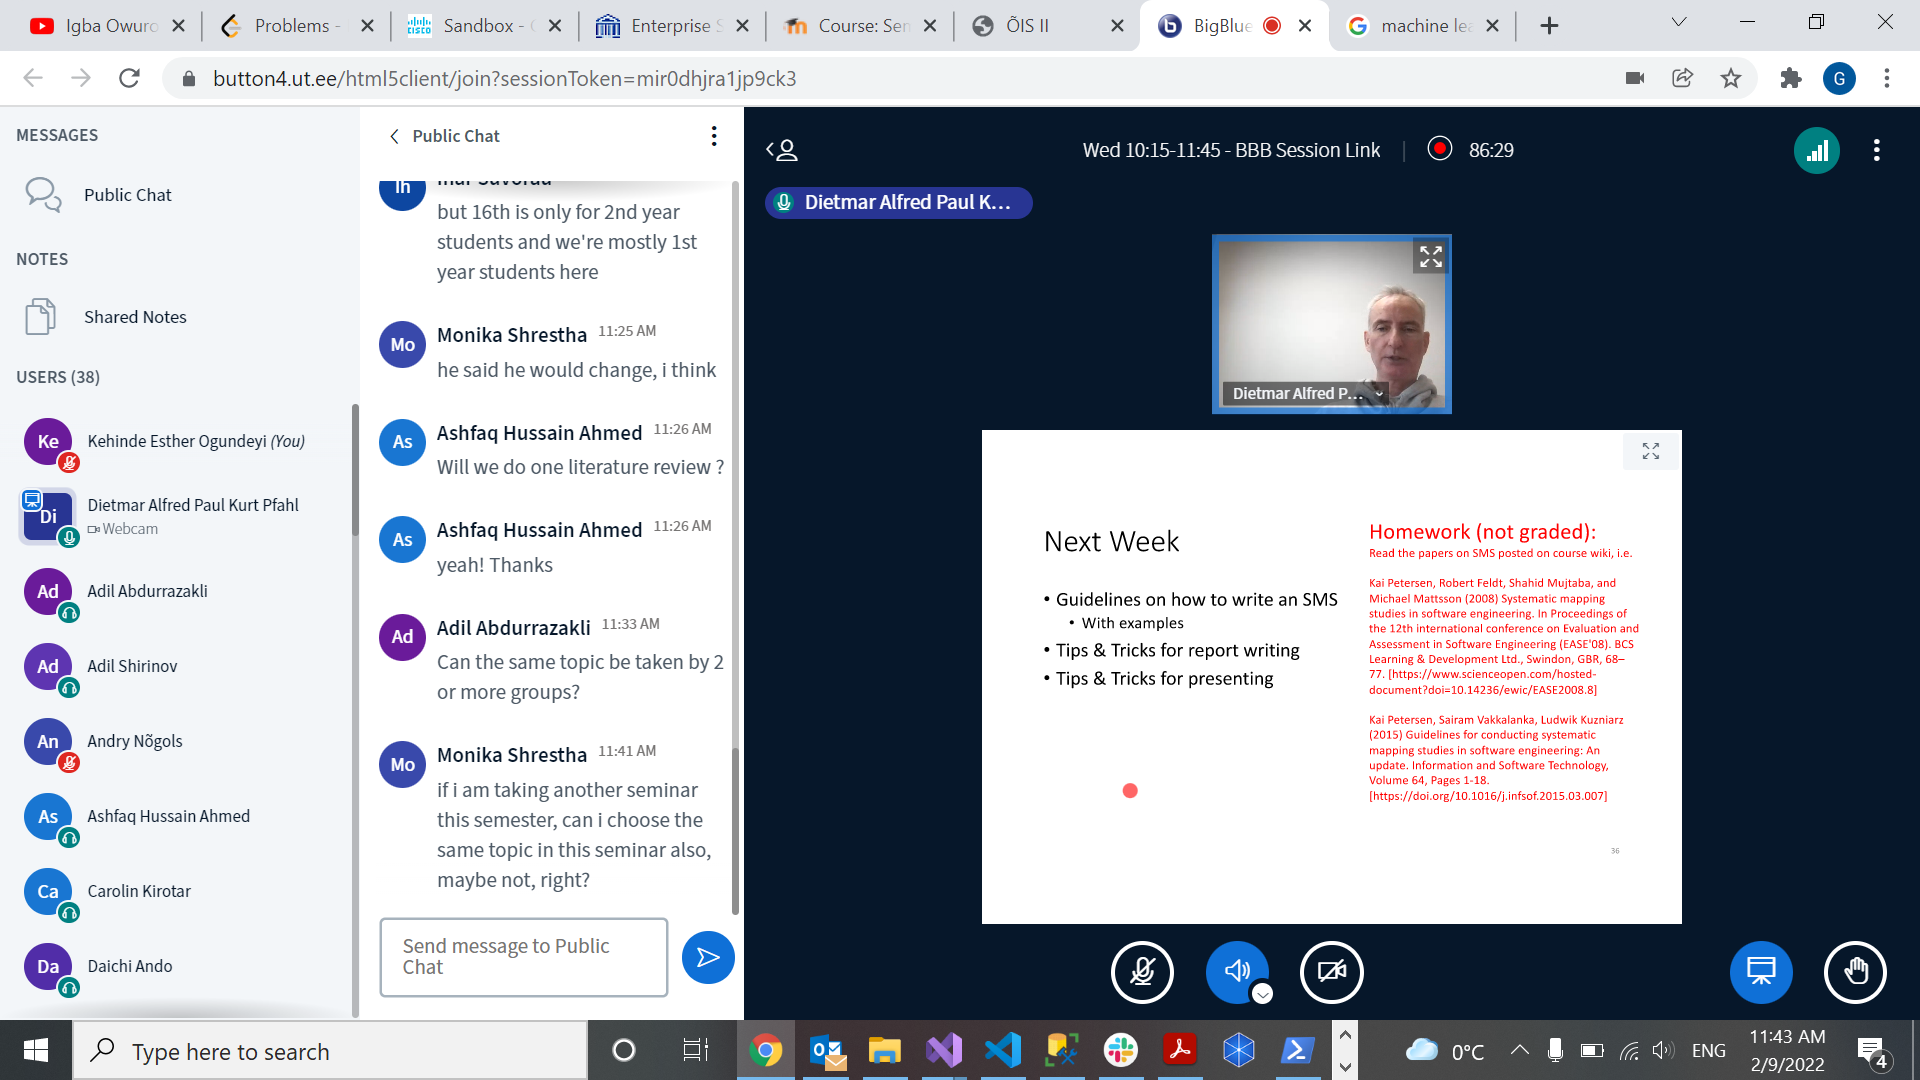 Igba Owuro
Problems -
Sandbox -
Enterprise S
Course: Sen
ÕIS II
BigBlue
machine lea
button4.ut.ee/html5client/join?sessionToken=mir0dhjra1jp9ck3
G
MESSAGES
Public Chat
NOTES
Shared Notes
USERS (38)
Ke
Kehinde Esther Ogundeyi (You)
Di
Dietmar Alfred Paul Kurt Pfahl
Webcam
Ad
Adil Abdurrazakli
Ad
Adil Shirinov
An
Andry Nõgols
As
Ashfaq Hussain Ahmed
Ca
Carolin Kirotar
Da
Daichi Ando
Public Chat
but 16th is only for 2nd year
students and we're mostly 1st
year students here
Mo
Monika Shrestha 11:25 AM
he said he would change, i think
As
Ashfaq Hussain Ahmed 11:26 AM
Will we do one literature review ?
As
Ashfaq Hussain Ahmed 11:26 AM
yeah! Thanks
Ad
Adil Abdurrazakli 11:33 AM
Can the same topic be taken by 2
or more groups?
Mo
Monika Shrestha 11:41 AM
if i am taking another seminar
this semester, can i choose the
same topic in this seminar also,
maybe not, right?
Send message to Public
Chat
Wed 10:15-11:45 - BBB Session Link
86:29
Dietmar Alfred Paul K...
Dietmar Alfred P...
Next Week
• Guidelines on how to write an SMS
• With examples
• Tips & Tricks for report writing
• Tips & Tricks for presenting
Homework (not graded):
Read the papers on SMS posted on course wiki, i.e.
Kai Petersen, Robert Feldt, Shahid Mujtaba, and
Michael Mattsson (2008) Systematic mapping
studies in software engineering. In Proceedings of
the 12th international conference on Evaluation and
Assessment in Software Engineering (EASE'08). BCS
Learning & Development Ltd., Swindon, GBR, 68–
77. [https://www.scienceopen.com/hosted-
document?doi=10.14236/ewic/EASE2008.8]
Kai Petersen, Sairam Vakkalanka, Ludwik Kuzniarz
(2015) Guidelines for conducting systematic
mapping studies in software engineering: An
update. Information and Software Technology,
Volume 64, Pages 1-18.
[https://doi.org/10.1016/j.infsof.2015.03.007]
36
Type here to search
0°C
ENG
11:43 AM
2/9/2022
4